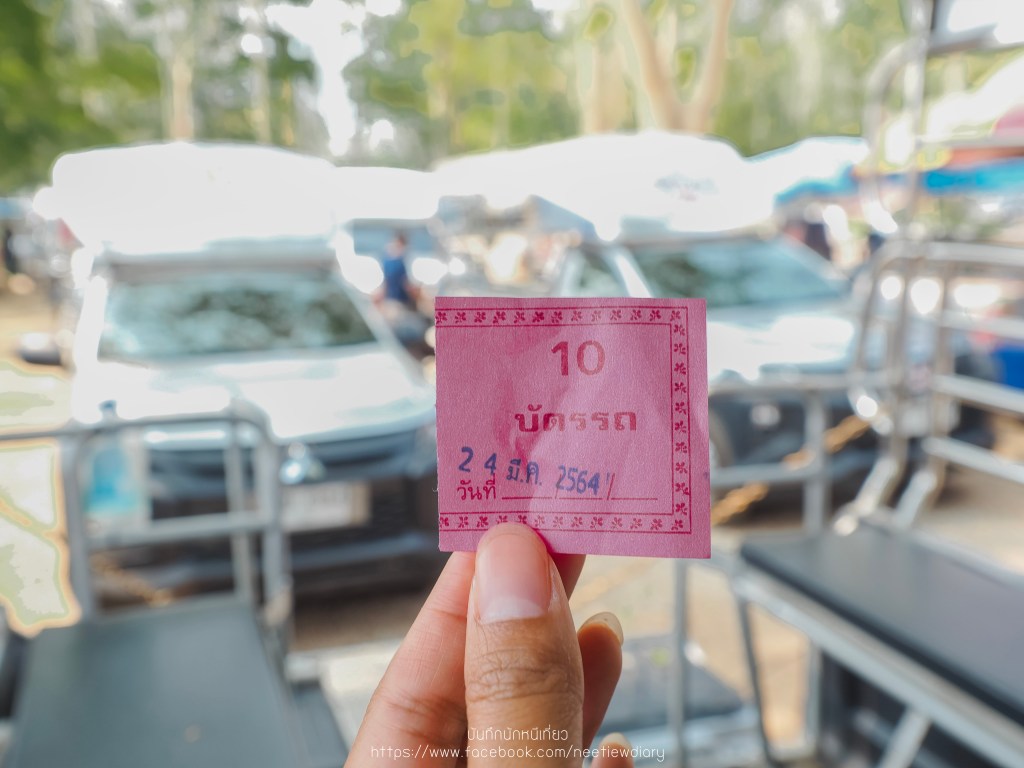 10
บัตรรถ
24 มี.ค. 2564
วันที่
บันทึกนักหนีเที่ยว
https://www.facebook.com/neetiewdiary